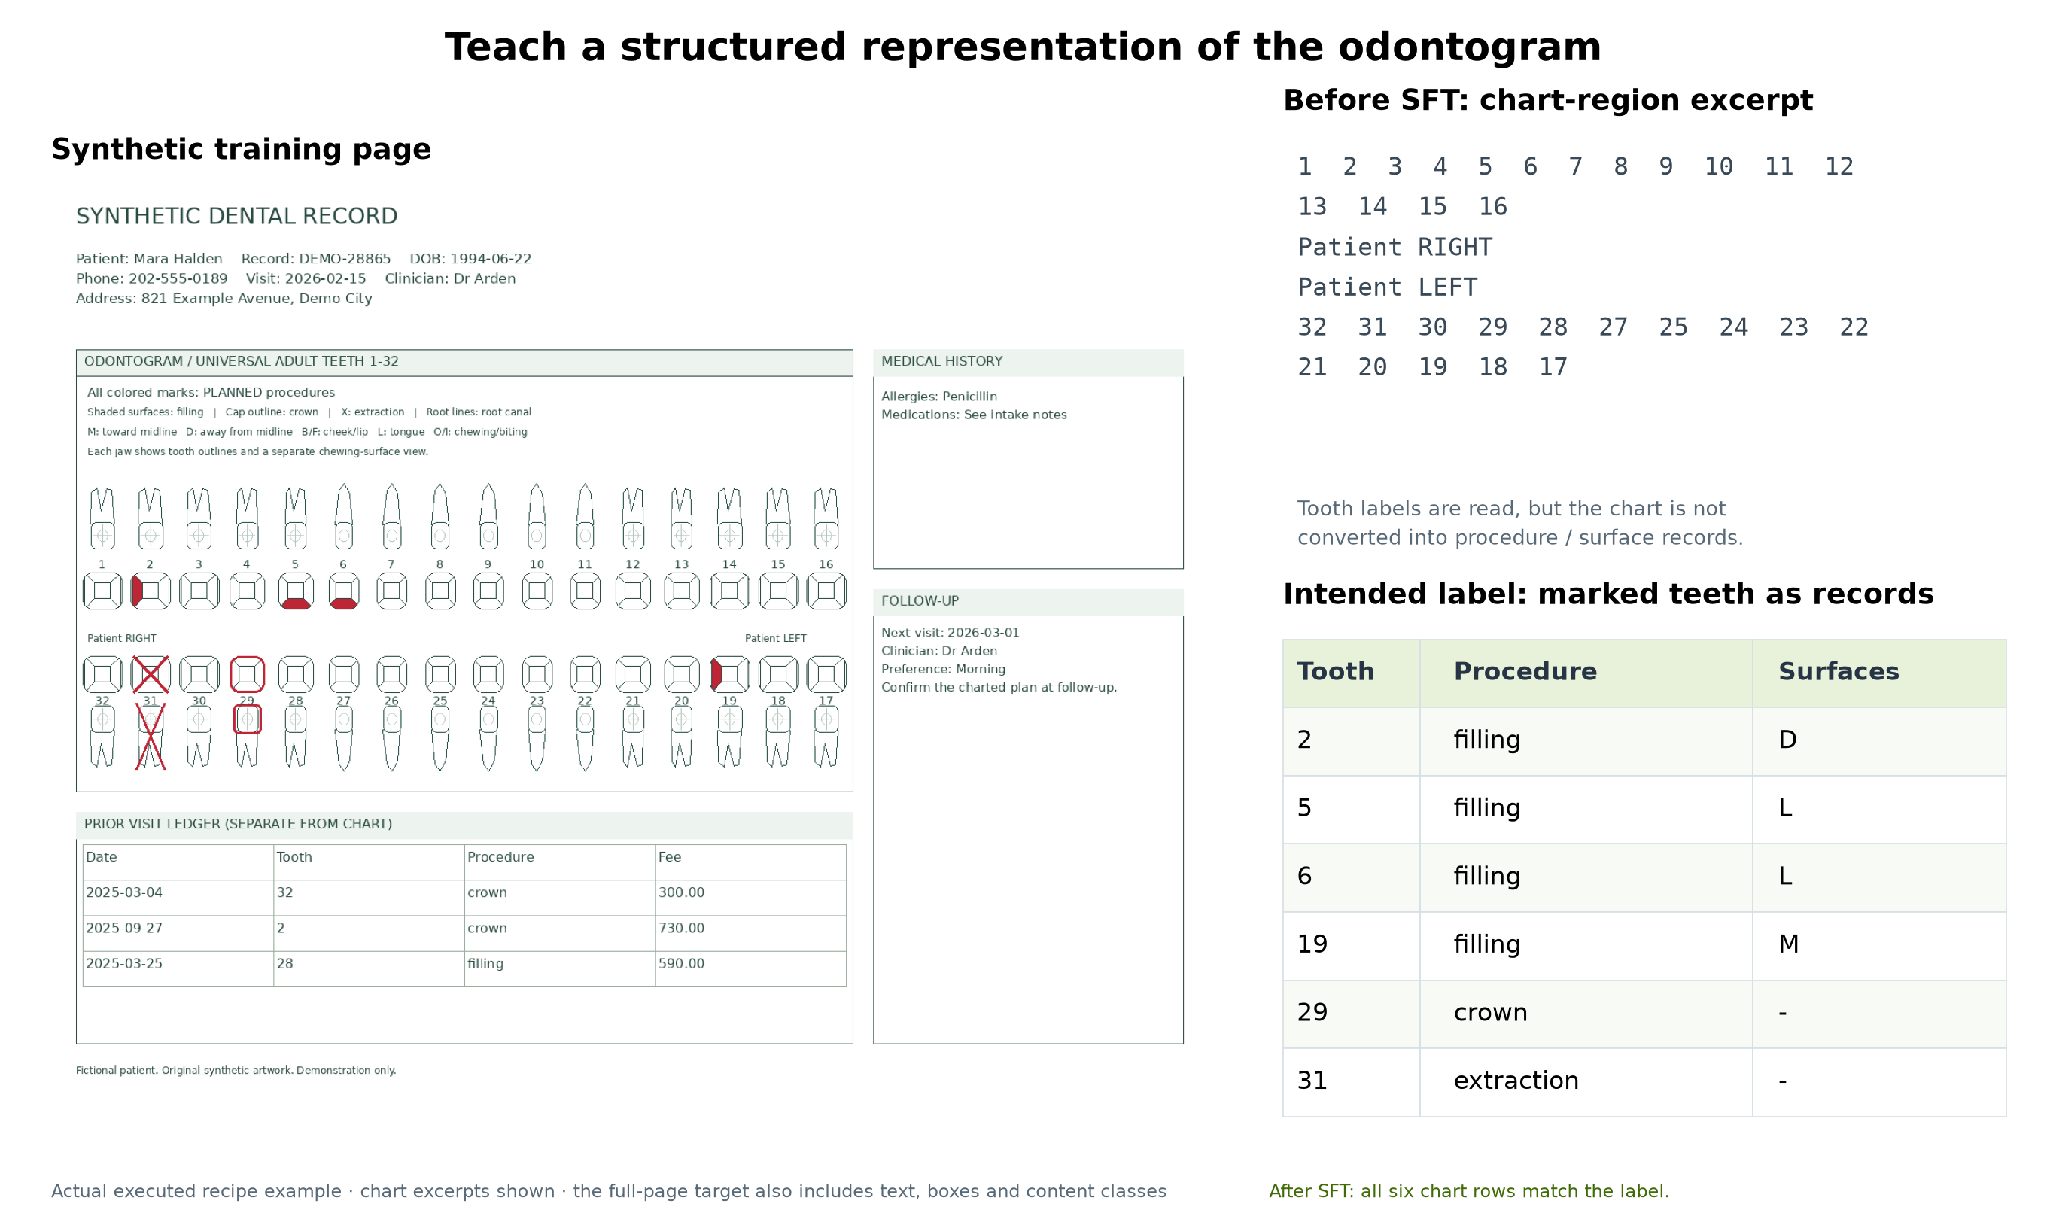 Teach a structured representation of the odontogram
Synthetic training page
SYNTHETIC DENTAL RECORD
Patient: Mara Halden Record: DEMO-28865 DOB: 1994-06-22
Phone: 202-555-0189 Visit: 2026-02-15 Clinician: Dr Arden
Address: 821 Example Avenue, Demo City
ODONTOGRAM / UNIVERSAL ADULT TEETH 1-32
All colored marks: PLANNED procedures
Shaded surfaces: filling | Cap outline: crown | X: extraction | Root lines: root canal
M: toward midline D: away from midline B/F: cheek/lip L: tongue O/I: chewing/biting
Each jaw shows tooth outlines and a separate chewing-surface view.
1 2 3 4 5 6 7 8 9 10 11 12 13 14 15 16
Patient RIGHT Patient LEFT
32 31 30 29 28 27 26 25 24 23 22 21 20 19 18 17
MEDICAL HISTORY
Allergies: Penicillin
Medications: See intake notes
FOLLOW-UP
Next visit: 2026-03-01
Clinician: Dr Arden
Preference: Morning
Confirm the charted plan at follow-up.
PRIOR VISIT LEDGER (SEPARATE FROM CHART)
Date Tooth Procedure Fee
2025-03-04 32 crown 300.00
2025-09-27 2 crown 730.00
2025-03-25 28 filling 590.00
Fictional patient. Original synthetic artwork. Demonstration only.
Before SFT: chart-region excerpt
1 2 3 4 5 6 7 8 9 10 11 12
13 14 15 16
Patient RIGHT
Patient LEFT
32 31 30 29 28 27 25 24 23 22
21 20 19 18 17
Tooth labels are read, but the chart is not
converted into procedure / surface records.
Intended label: marked teeth as records
Tooth Procedure Surfaces
2 filling D
5 filling L
6 filling L
19 filling M
29 crown -
31 extraction -
Actual executed recipe example · chart excerpts shown · the full-page target also includes text, boxes and content classes
After SFT: all six chart rows match the label.